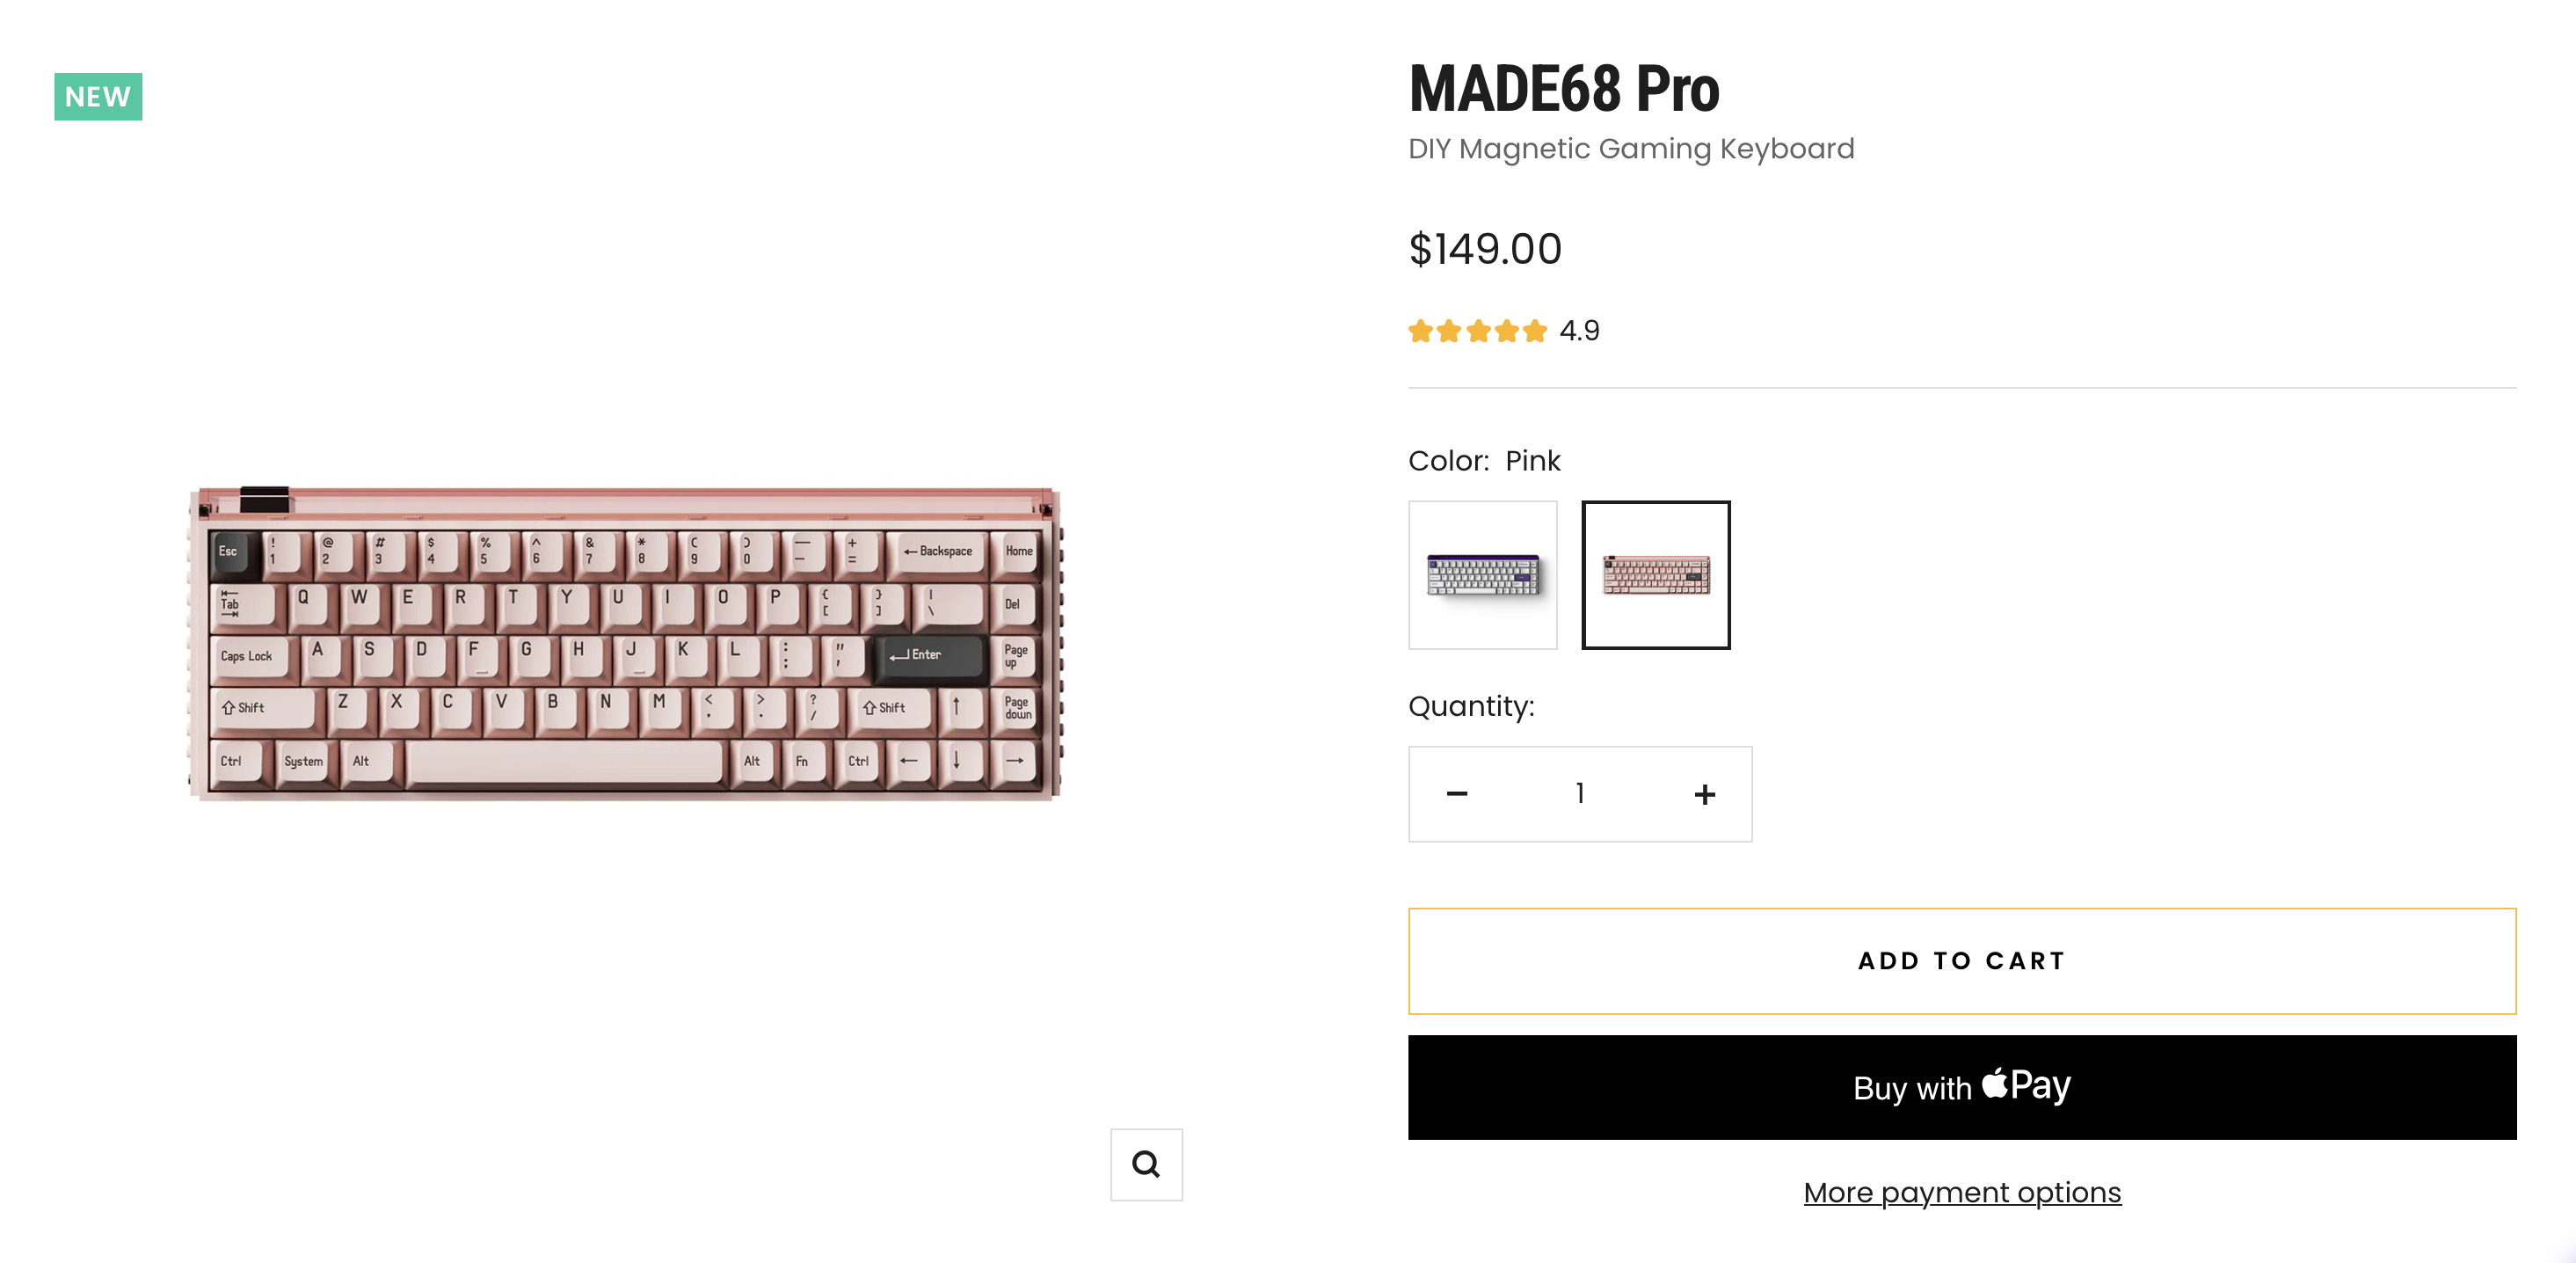 NEW
MADE68 Pro
DIY Magnetic Gaming Keyboard
$149.00
4.9
Color: Pink
Quantity:
− 1 +
ADD TO CART
Buy with Pay
More payment options
Esc ! 1 @ 2 # 3 $ 4 % 5 ^ 6 & 7 * 8 ( 9 ) 0 — - + = ← Backspace Home
Tab Q W E R T Y U I O P { [ } ] | \ Del
Caps Lock A S D F G H J K L : ; " ' ↵ Enter Page up
⇧ Shift Z X C V B N M < , > . ? / ⇧ Shift ↑ Page down
Ctrl System Alt Alt Fn Ctrl ← ↓ →